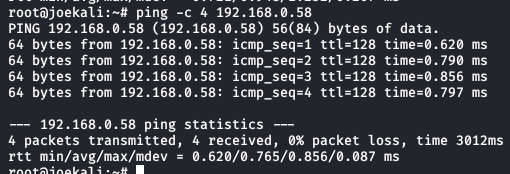 root@joekali:~# ping -c 4 192.168.0.58
PING 192.168.0.58 (192.168.0.58) 56(84) bytes of data.
64 bytes from 192.168.0.58: icmp_seq=1 ttl=128 time=0.620 ms
64 bytes from 192.168.0.58: icmp_seq=2 ttl=128 time=0.790 ms
64 bytes from 192.168.0.58: icmp_seq=3 ttl=128 time=0.856 ms
64 bytes from 192.168.0.58: icmp_seq=4 ttl=128 time=0.797 ms
--- 192.168.0.58 ping statistics ---
4 packets transmitted, 4 received, 0% packet loss, time 3012ms
rtt min/avg/max/mdev = 0.620/0.765/0.856/0.087 ms
root@joekali:~#